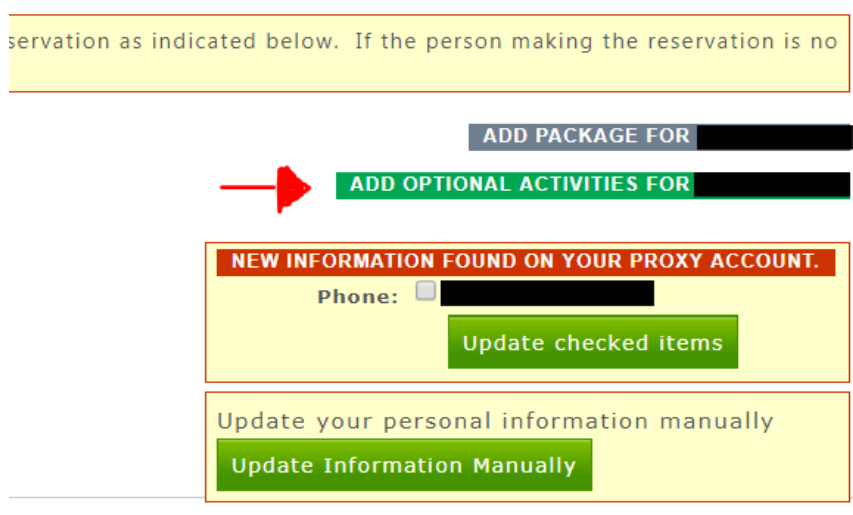 servation as indicated below. If the person making the reservation is no
ADD PACKAGE FOR
ADD OPTIONAL ACTIVITIES FOR
NEW INFORMATION FOUND ON YOUR PROXY ACCOUNT.
Phone:
Update checked items
Update your personal information manually
Update Information Manually